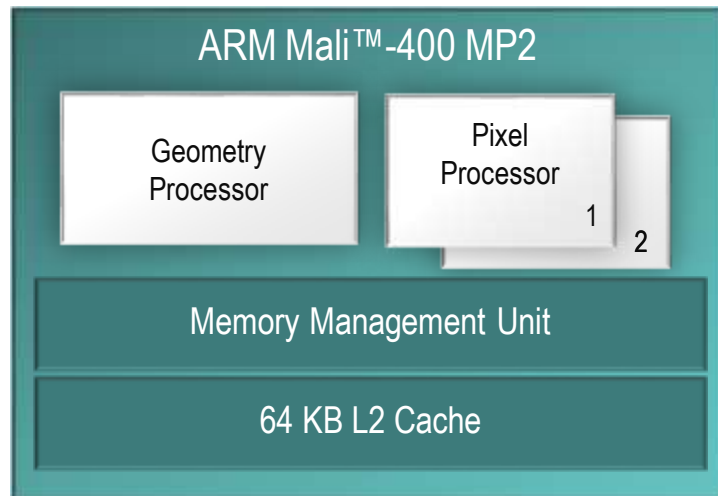 ARM Mali™-400 MP2
Geometry
Processor
Pixel
Processor
1
2
Memory Management Unit
64 KB L2 Cache